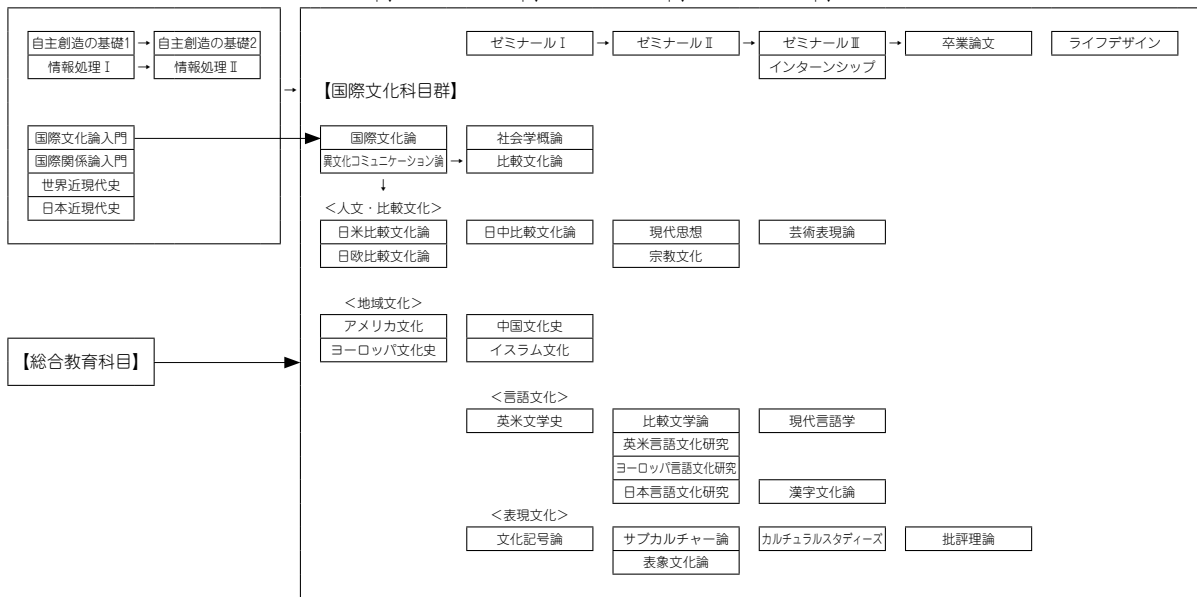 自主創造の基礎1 → 自主創造の基礎2
情報処理Ⅰ → 情報処理Ⅱ
ゼミナールⅠ → ゼミナールⅡ → ゼミナールⅢ → 卒業論文 ライフデザイン
インターンシップ
【国際文化科目群】
国際文化論入門 国際文化論 社会学概論
国際関係論入門 異文化コミュニケーション論 → 比較文化論
世界近現代史
日本近現代史
<人文・比較文化>
日米比較文化論 日中比較文化論 現代思想 芸術表現論
日欧比較文化論 宗教文化
<地域文化>
アメリカ文化 中国文化史
ヨーロッパ文化史 イスラム文化
【総合教育科目】
<言語文化>
英米文学史 比較文学論 現代言語学
英米言語文化研究
ヨーロッパ言語文化研究
日本言語文化研究 漢字文化論
<表現文化>
文化記号論 サブカルチャー論 カルチュラルスタディーズ 批評理論
表象文化論